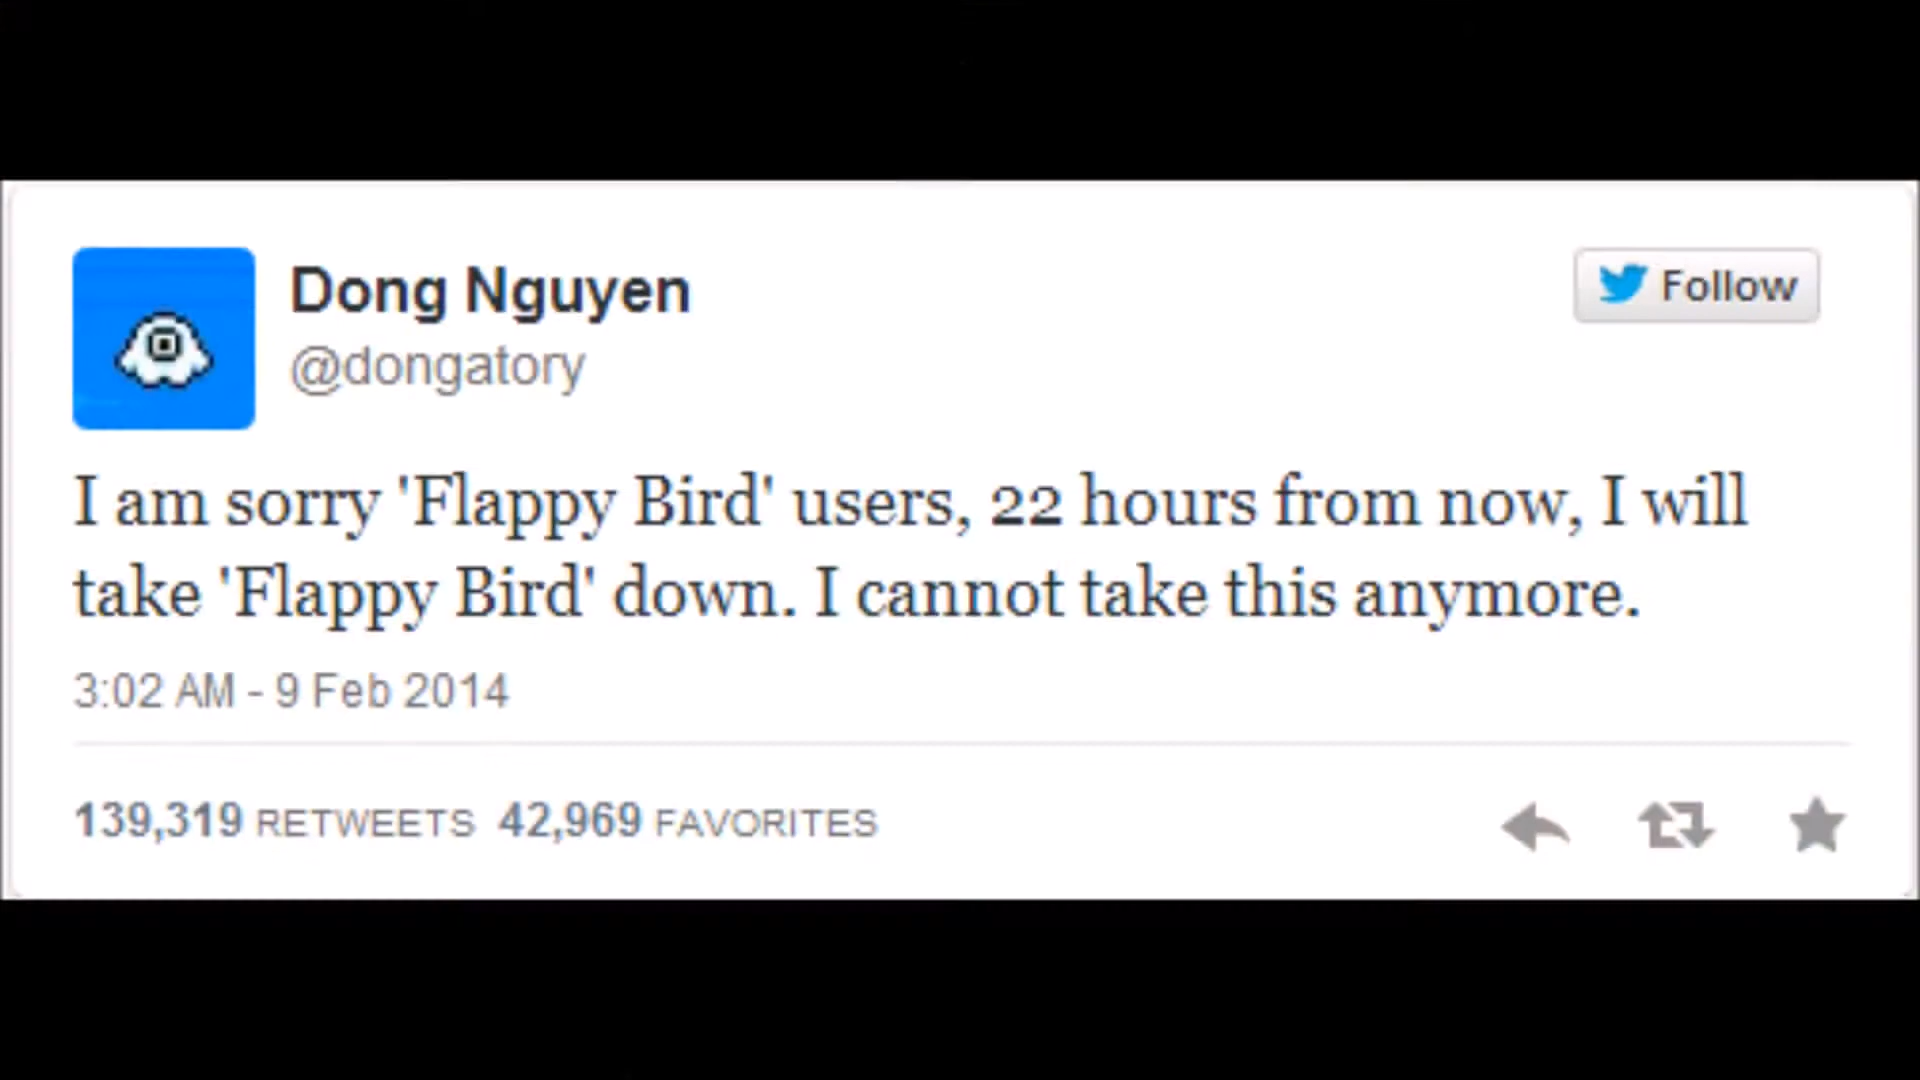 Dong Nguyen
@dongatory
Follow
I am sorry 'Flappy Bird' users, 22 hours from now, I will
take 'Flappy Bird' down. I cannot take this anymore.
3:02 AM - 9 Feb 2014
139,319 RETWEETS 42,969 FAVORITES